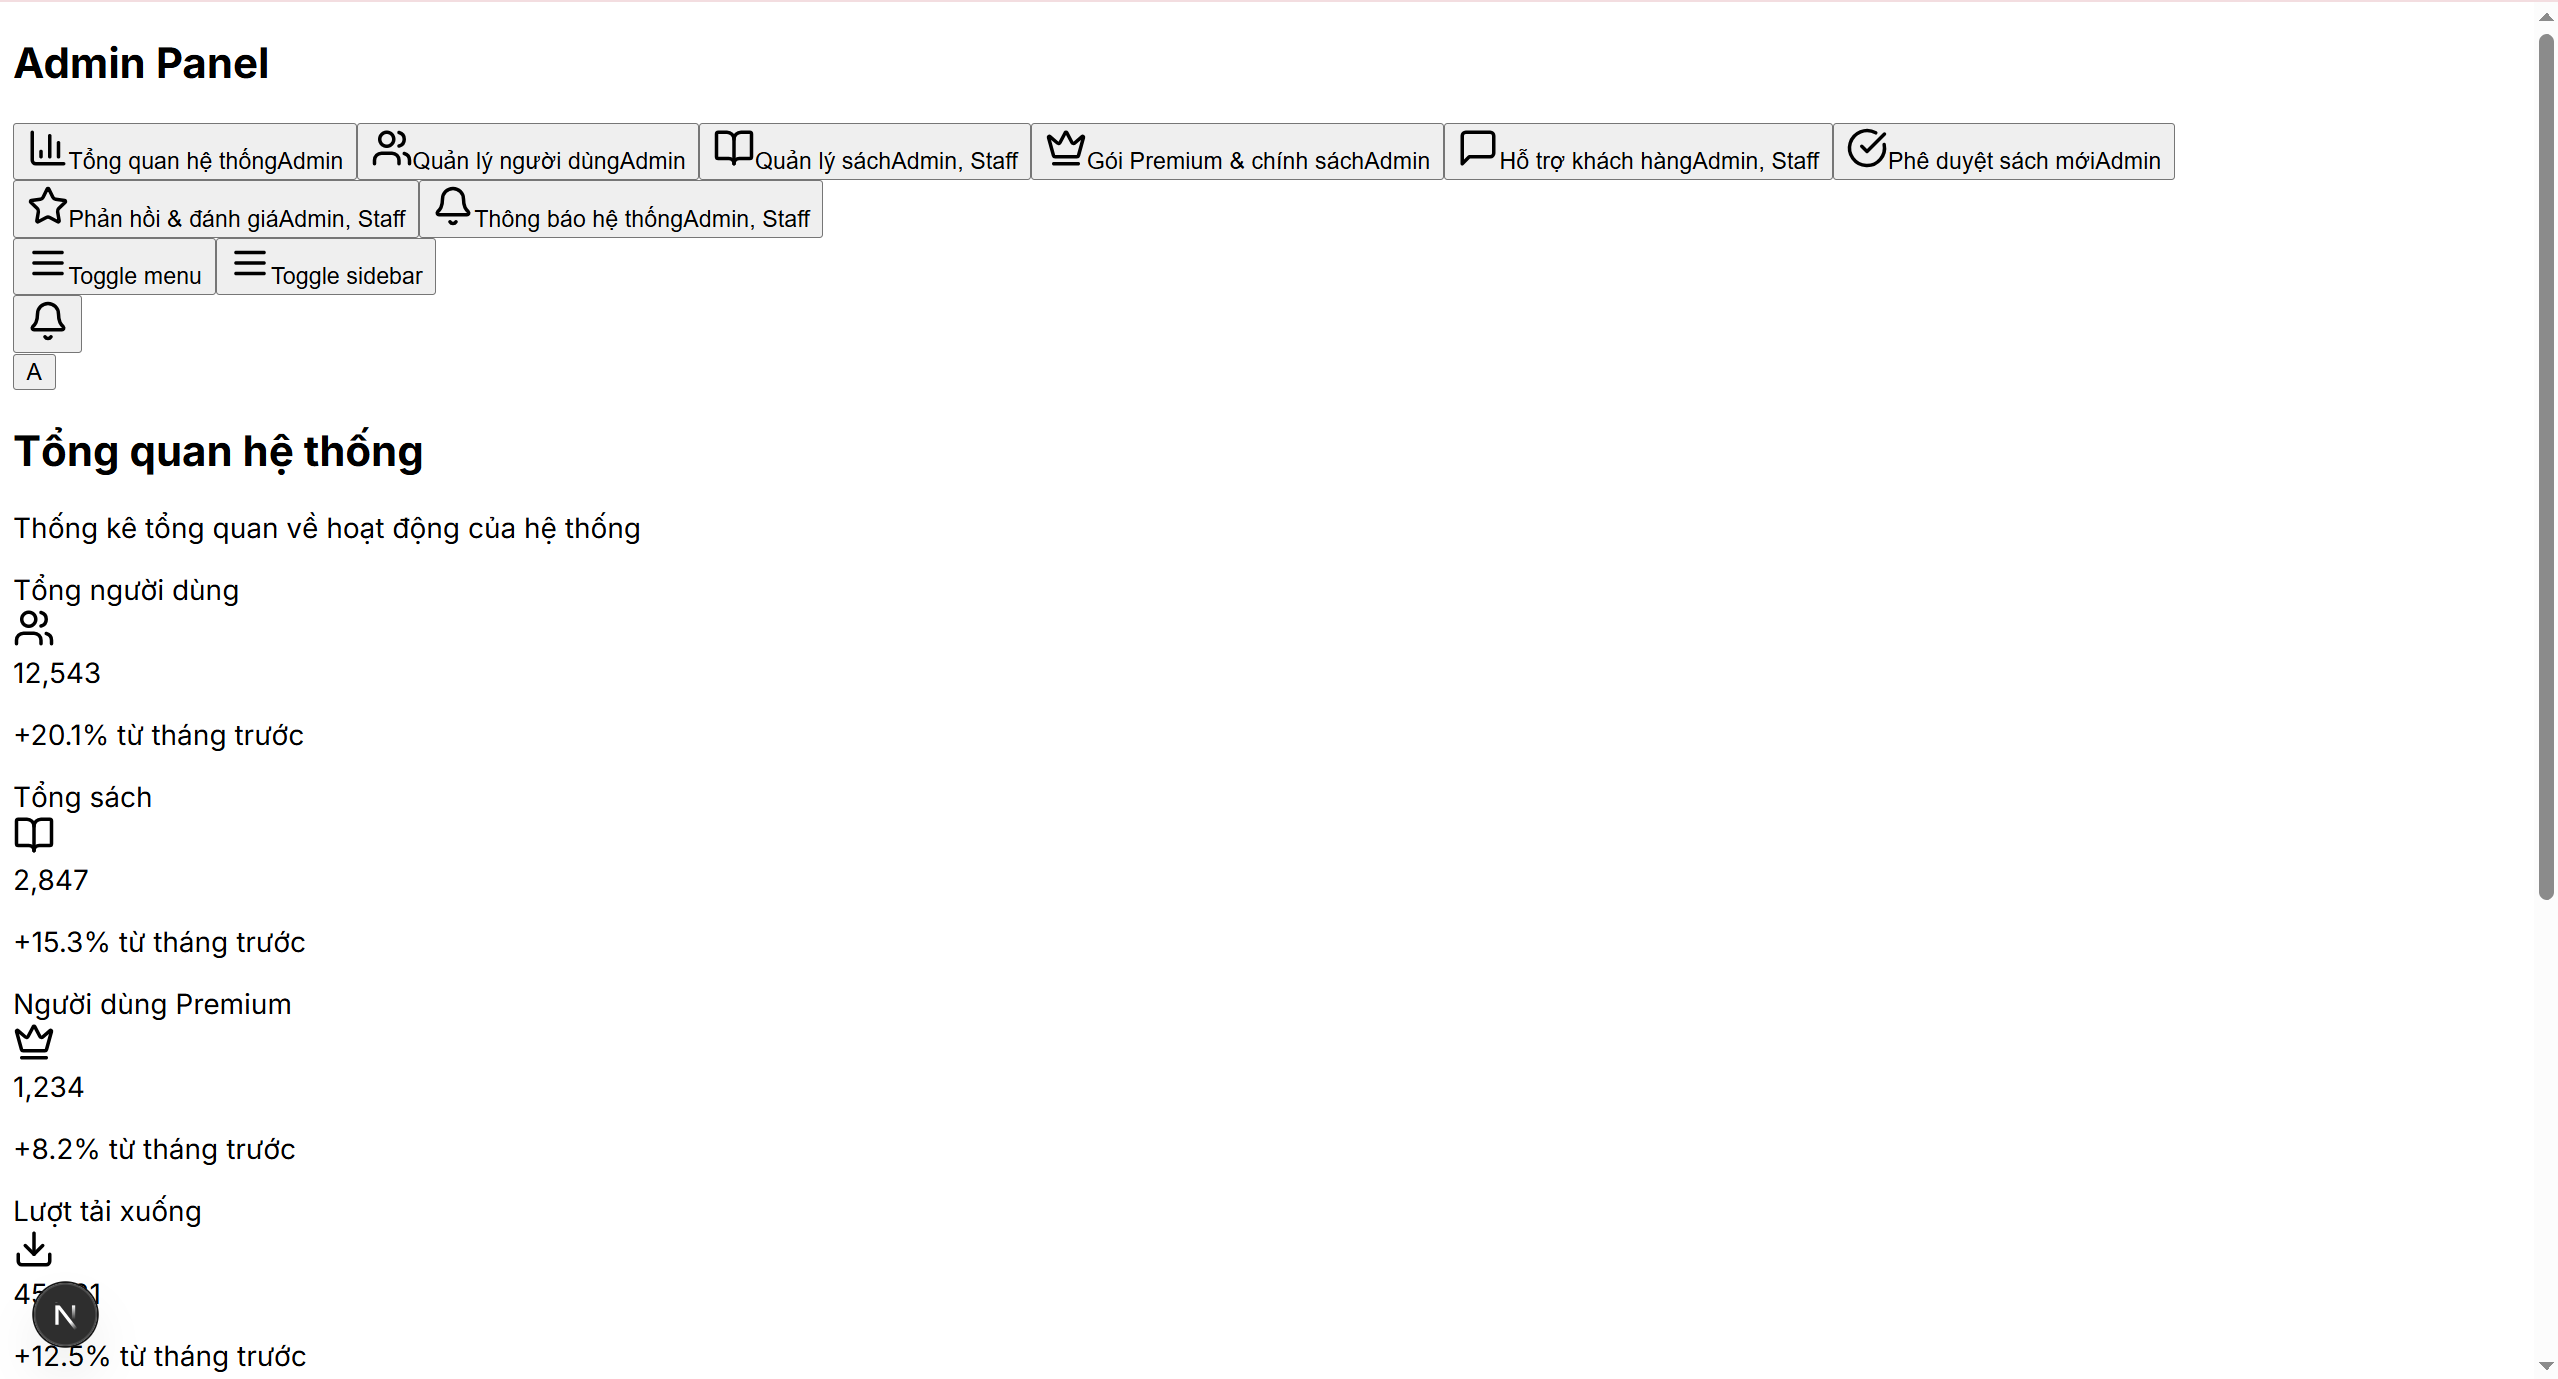 Admin Panel
Tổng quan hệ thốngAdmin Quản lý người dùngAdmin Quản lý sáchAdmin, Staff Gói Premium & chính sáchAdmin Hỗ trợ khách hàngAdmin, Staff Phê duyệt sách mớiAdmin
Phản hồi & đánh giáAdmin, Staff Thông báo hệ thốngAdmin, Staff
Toggle menu Toggle sidebar
A
Tổng quan hệ thống
Thống kê tổng quan về hoạt động của hệ thống
Tổng người dùng
12,543
+20.1% từ tháng trước
Tổng sách
2,847
+15.3% từ tháng trước
Người dùng Premium
1,234
+8.2% từ tháng trước
Lượt tải xuống
N
+12.5% từ tháng trước